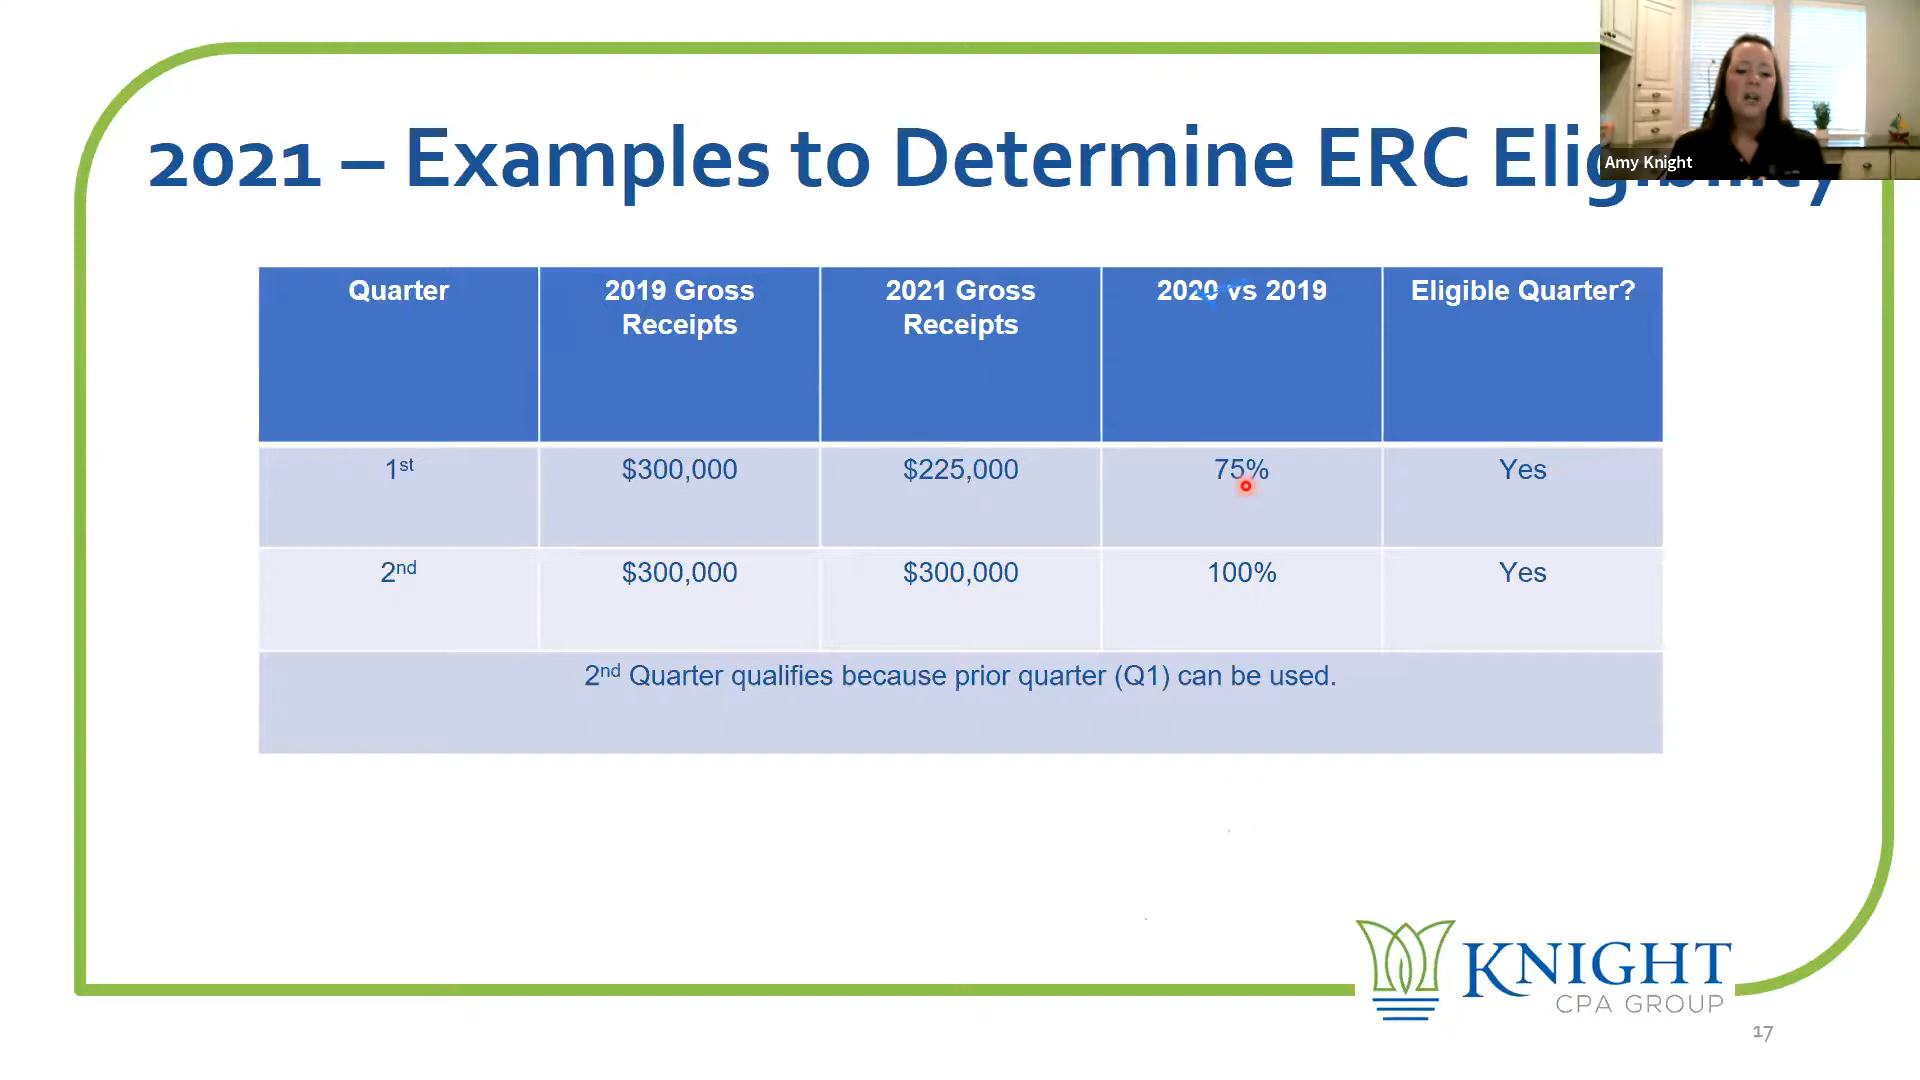 2021 – Examples to Determine ERC Eligibility
Amy Knight
Quarter
2019 Gross
Receipts
2021 Gross
Receipts
2020 vs 2019
Eligible Quarter?
1st
$300,000
$225,000
75%
Yes
2nd
$300,000
$300,000
100%
Yes
2nd Quarter qualifies because prior quarter (Q1) can be used.
KNIGHT
CPA GROUP
17